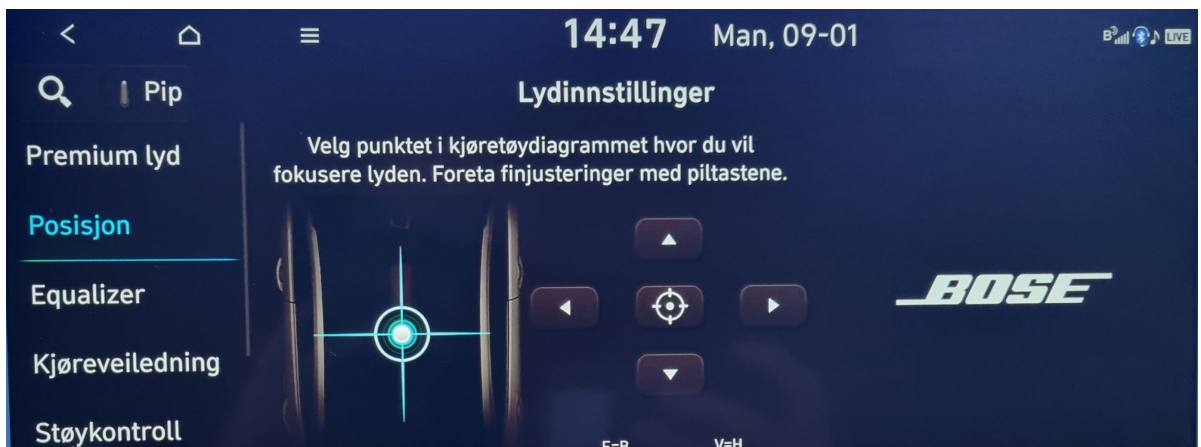 14:47 Man, 09-01
B LIVE
Pip
Lydinnstillinger
Premium lyd
Posisjon
Equalizer
Kjøreveiledning
Støykontroll
Velg punktet i kjøretøydiagrammet hvor du vil
fokusere lyden. Foreta finjusteringer med piltastene.
BOSE
F=B V=H